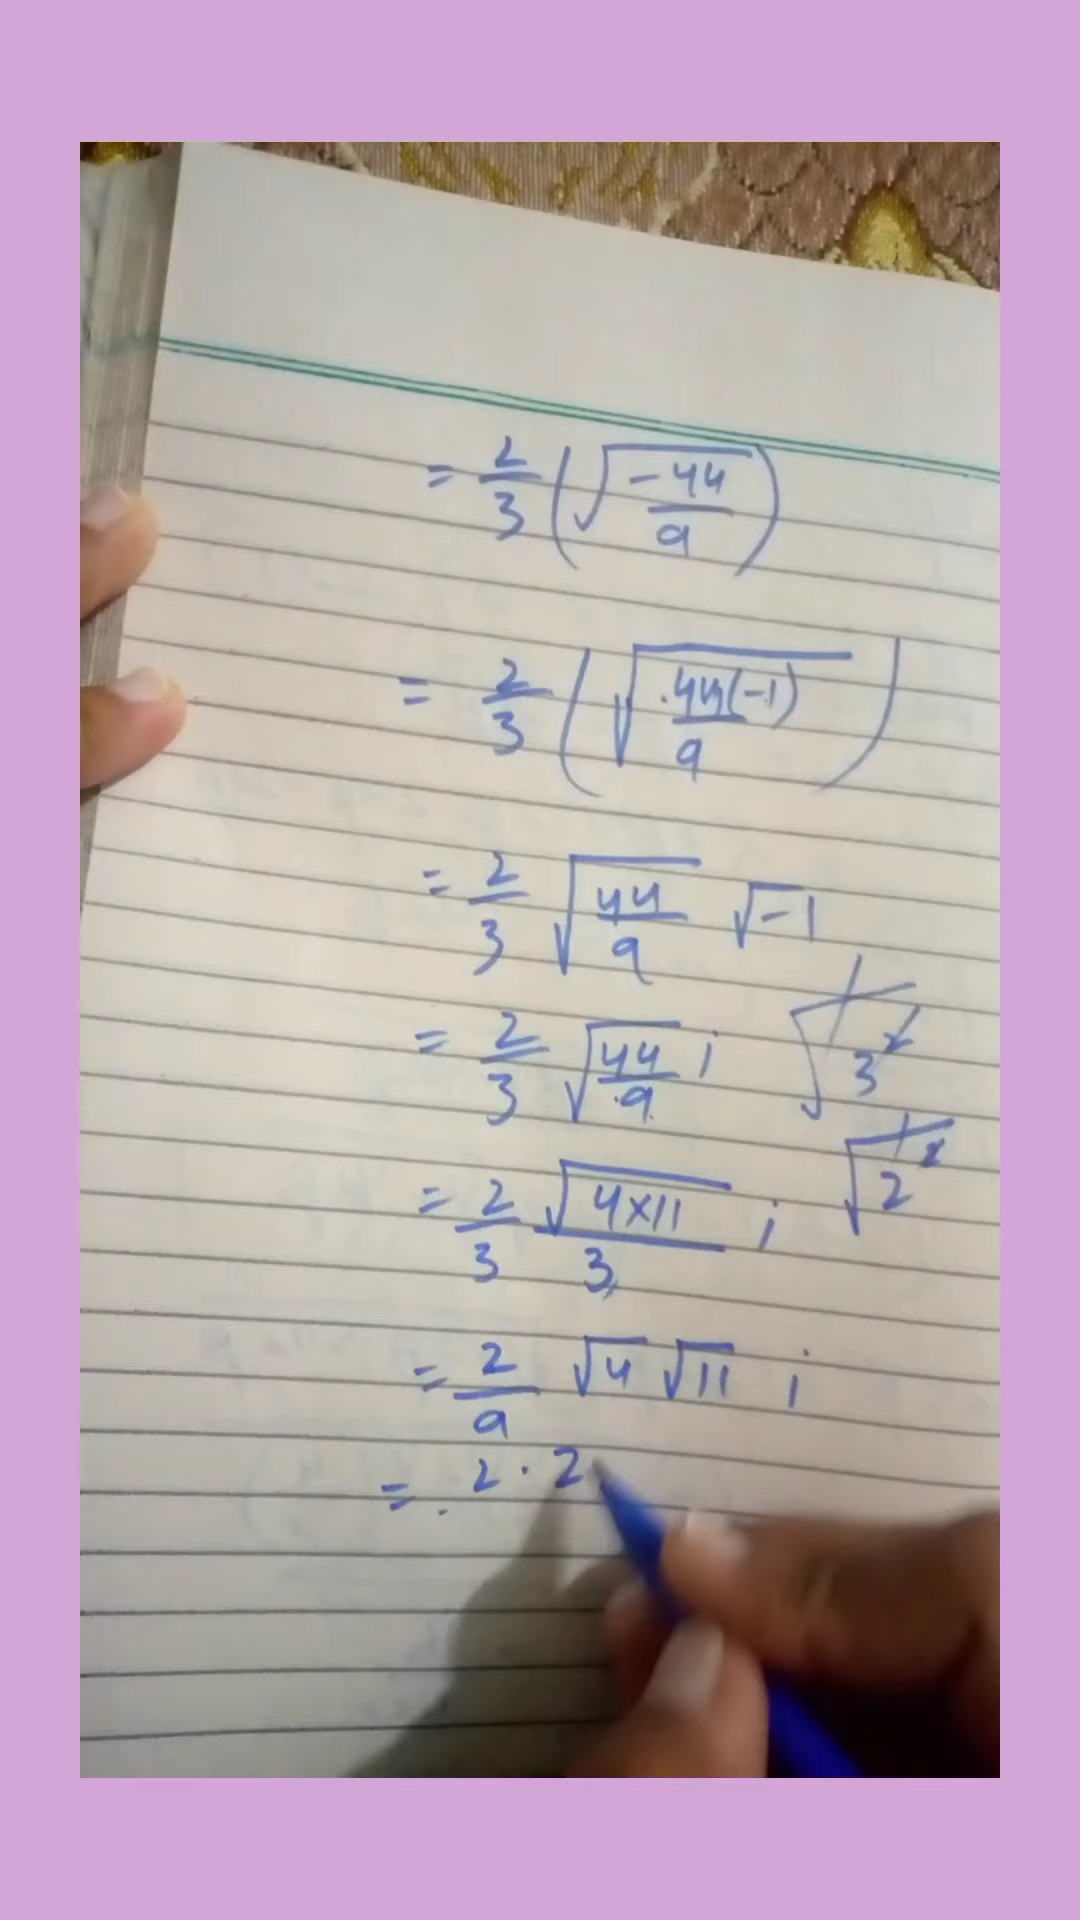 = 2/3 (√(-44/9))
= 2/3 (√(44(-1)/9))
= 2/3 √(44/9) √-1
= 2/3 √(44/9) i
√3²
= 2/3 √(4×11)/3 i
√2²
= 2/9 √4 √11 i
= 2 · 2